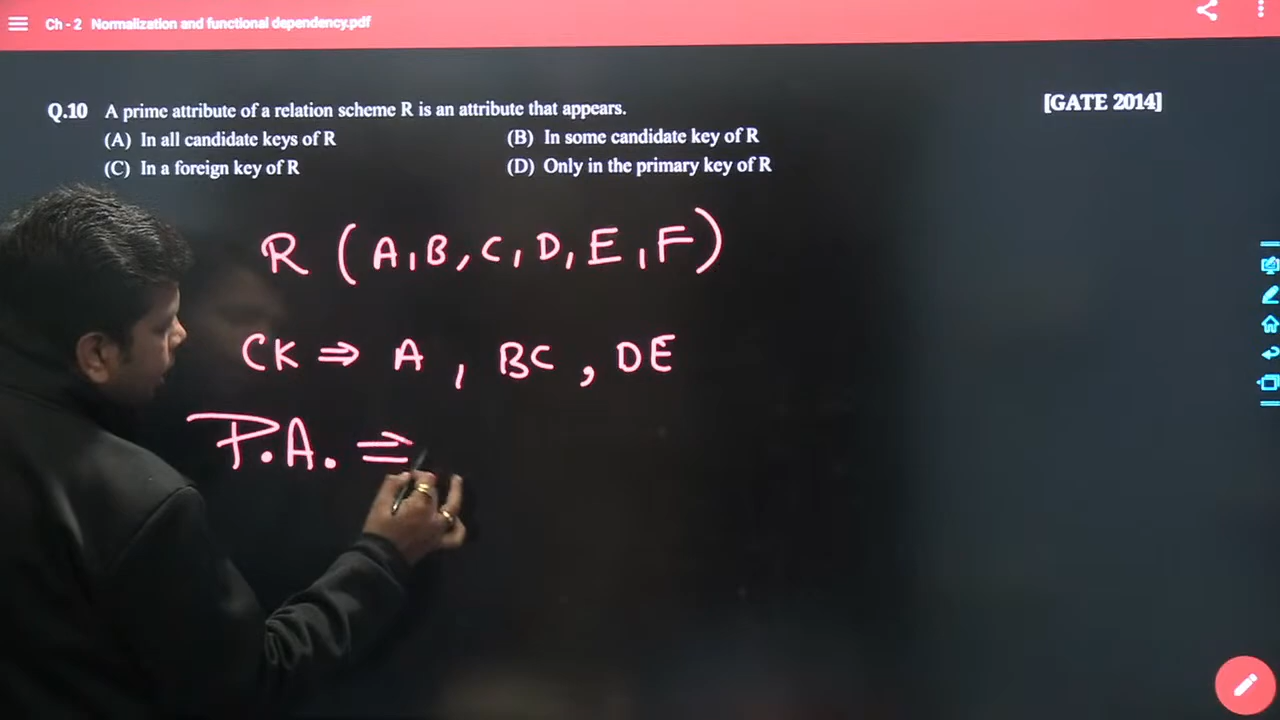 Ch - 2 Normalization and functional dependency.pdf
Q.10 A prime attribute of a relation scheme R is an attribute that appears. [GATE 2014]
(A) In all candidate keys of R (B) In some candidate key of R
(C) In a foreign key of R (D) Only in the primary key of R
R (A, B, C, D, E, F)
CK ⇒ A, BC, DE
P.A. ⇒